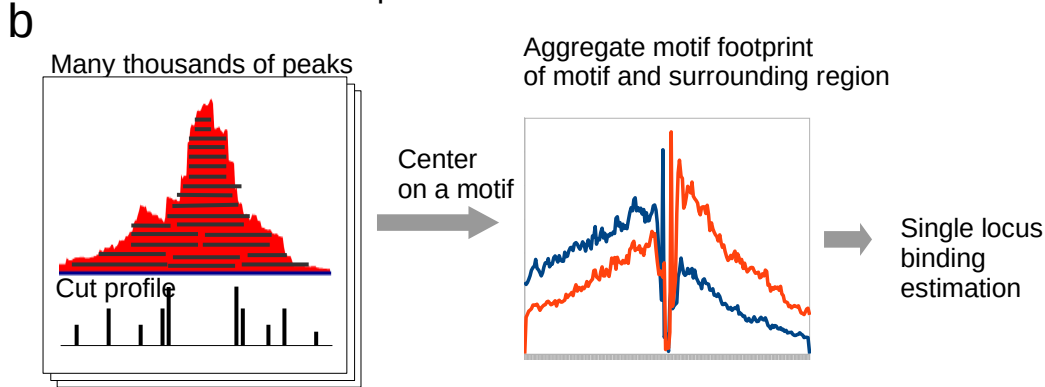 b
Many thousands of peaks
Cut profile
Center
on a motif
Aggregate motif footprint
of motif and surrounding region
Single locus
binding
estimation